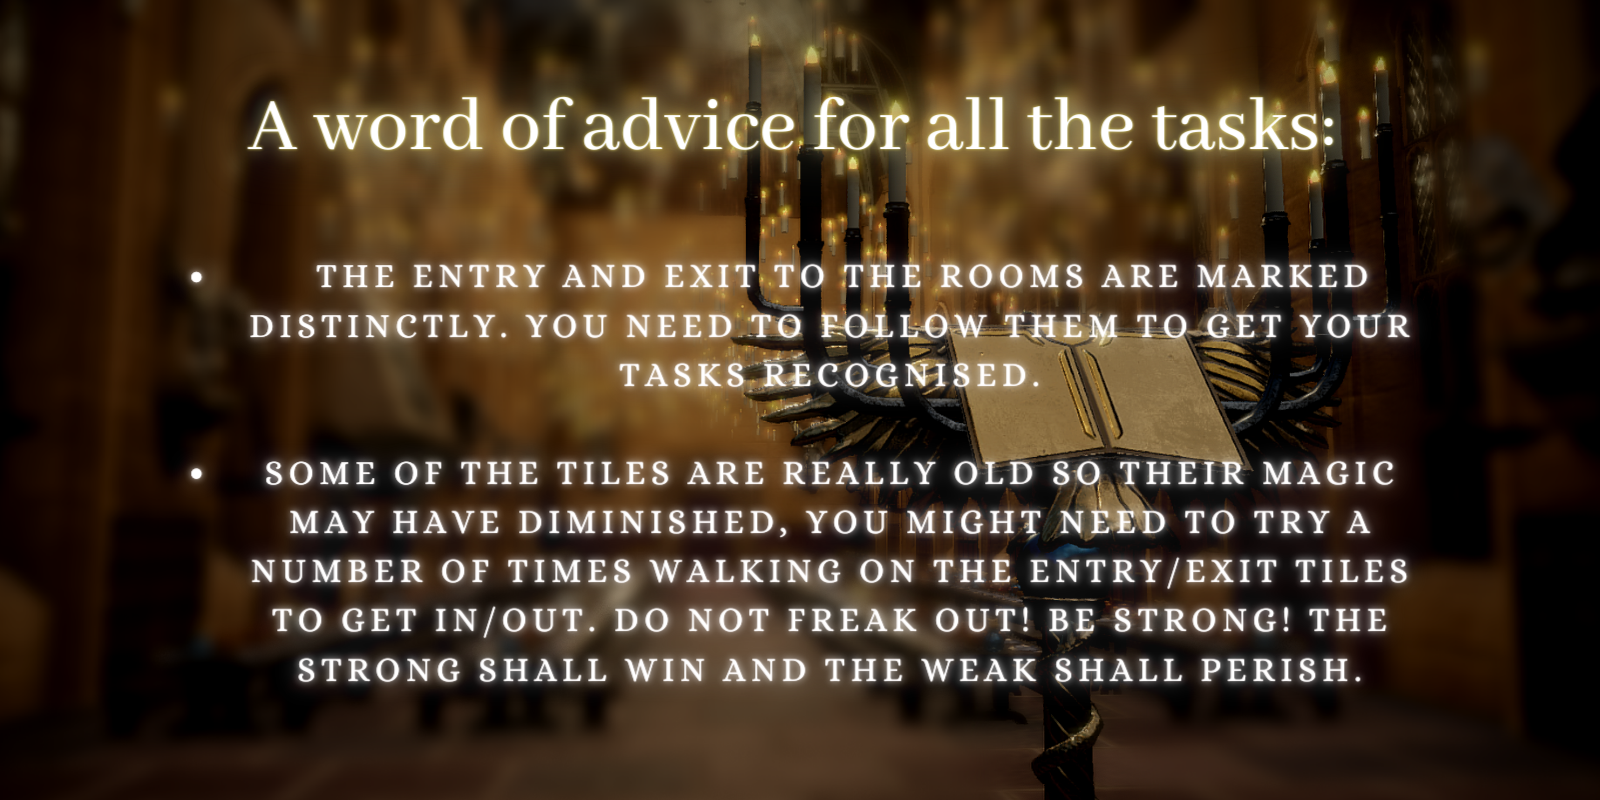 A word of advice for all the tasks:
• THE ENTRY AND EXIT TO THE ROOMS ARE MARKED
DISTINCTLY. YOU NEED TO FOLLOW THEM TO GET YOUR
TASKS RECOGNISED.
• SOME OF THE TILES ARE REALLY OLD SO THEIR MAGIC
MAY HAVE DIMINISHED, YOU MIGHT NEED TO TRY A
NUMBER OF TIMES WALKING ON THE ENTRY/EXIT TILES
TO GET IN/OUT. DO NOT FREAK OUT! BE STRONG! THE
STRONG SHALL WIN AND THE WEAK SHALL PERISH.